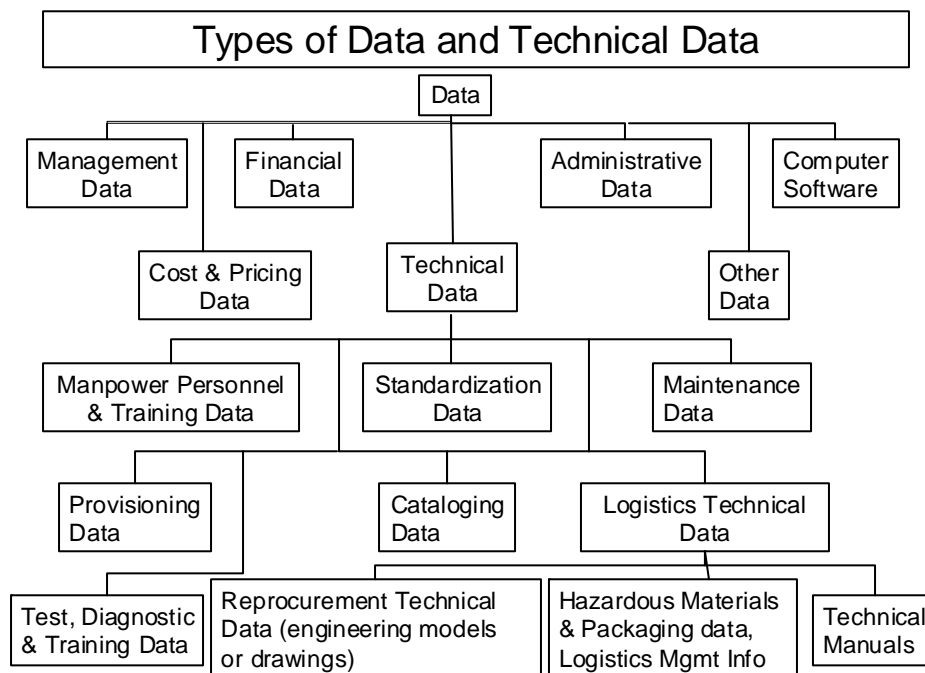 Types of Data and Technical Data
Data
Management
Data
Financial
Data
Administrative
Data
Computer
Software
Cost & Pricing
Data
Technical
Data
Other
Data
Manpower Personnel
& Training Data
Standardization
Data
Maintenance
Data
Provisioning
Data
Cataloging
Data
Logistics Technical
Data
Test, Diagnostic
& Training Data
Reprocurement Technical
Data (engineering models
or drawings)
Hazardous Materials
& Packaging data,
Logistics Mgmt Info
Technical
Manuals